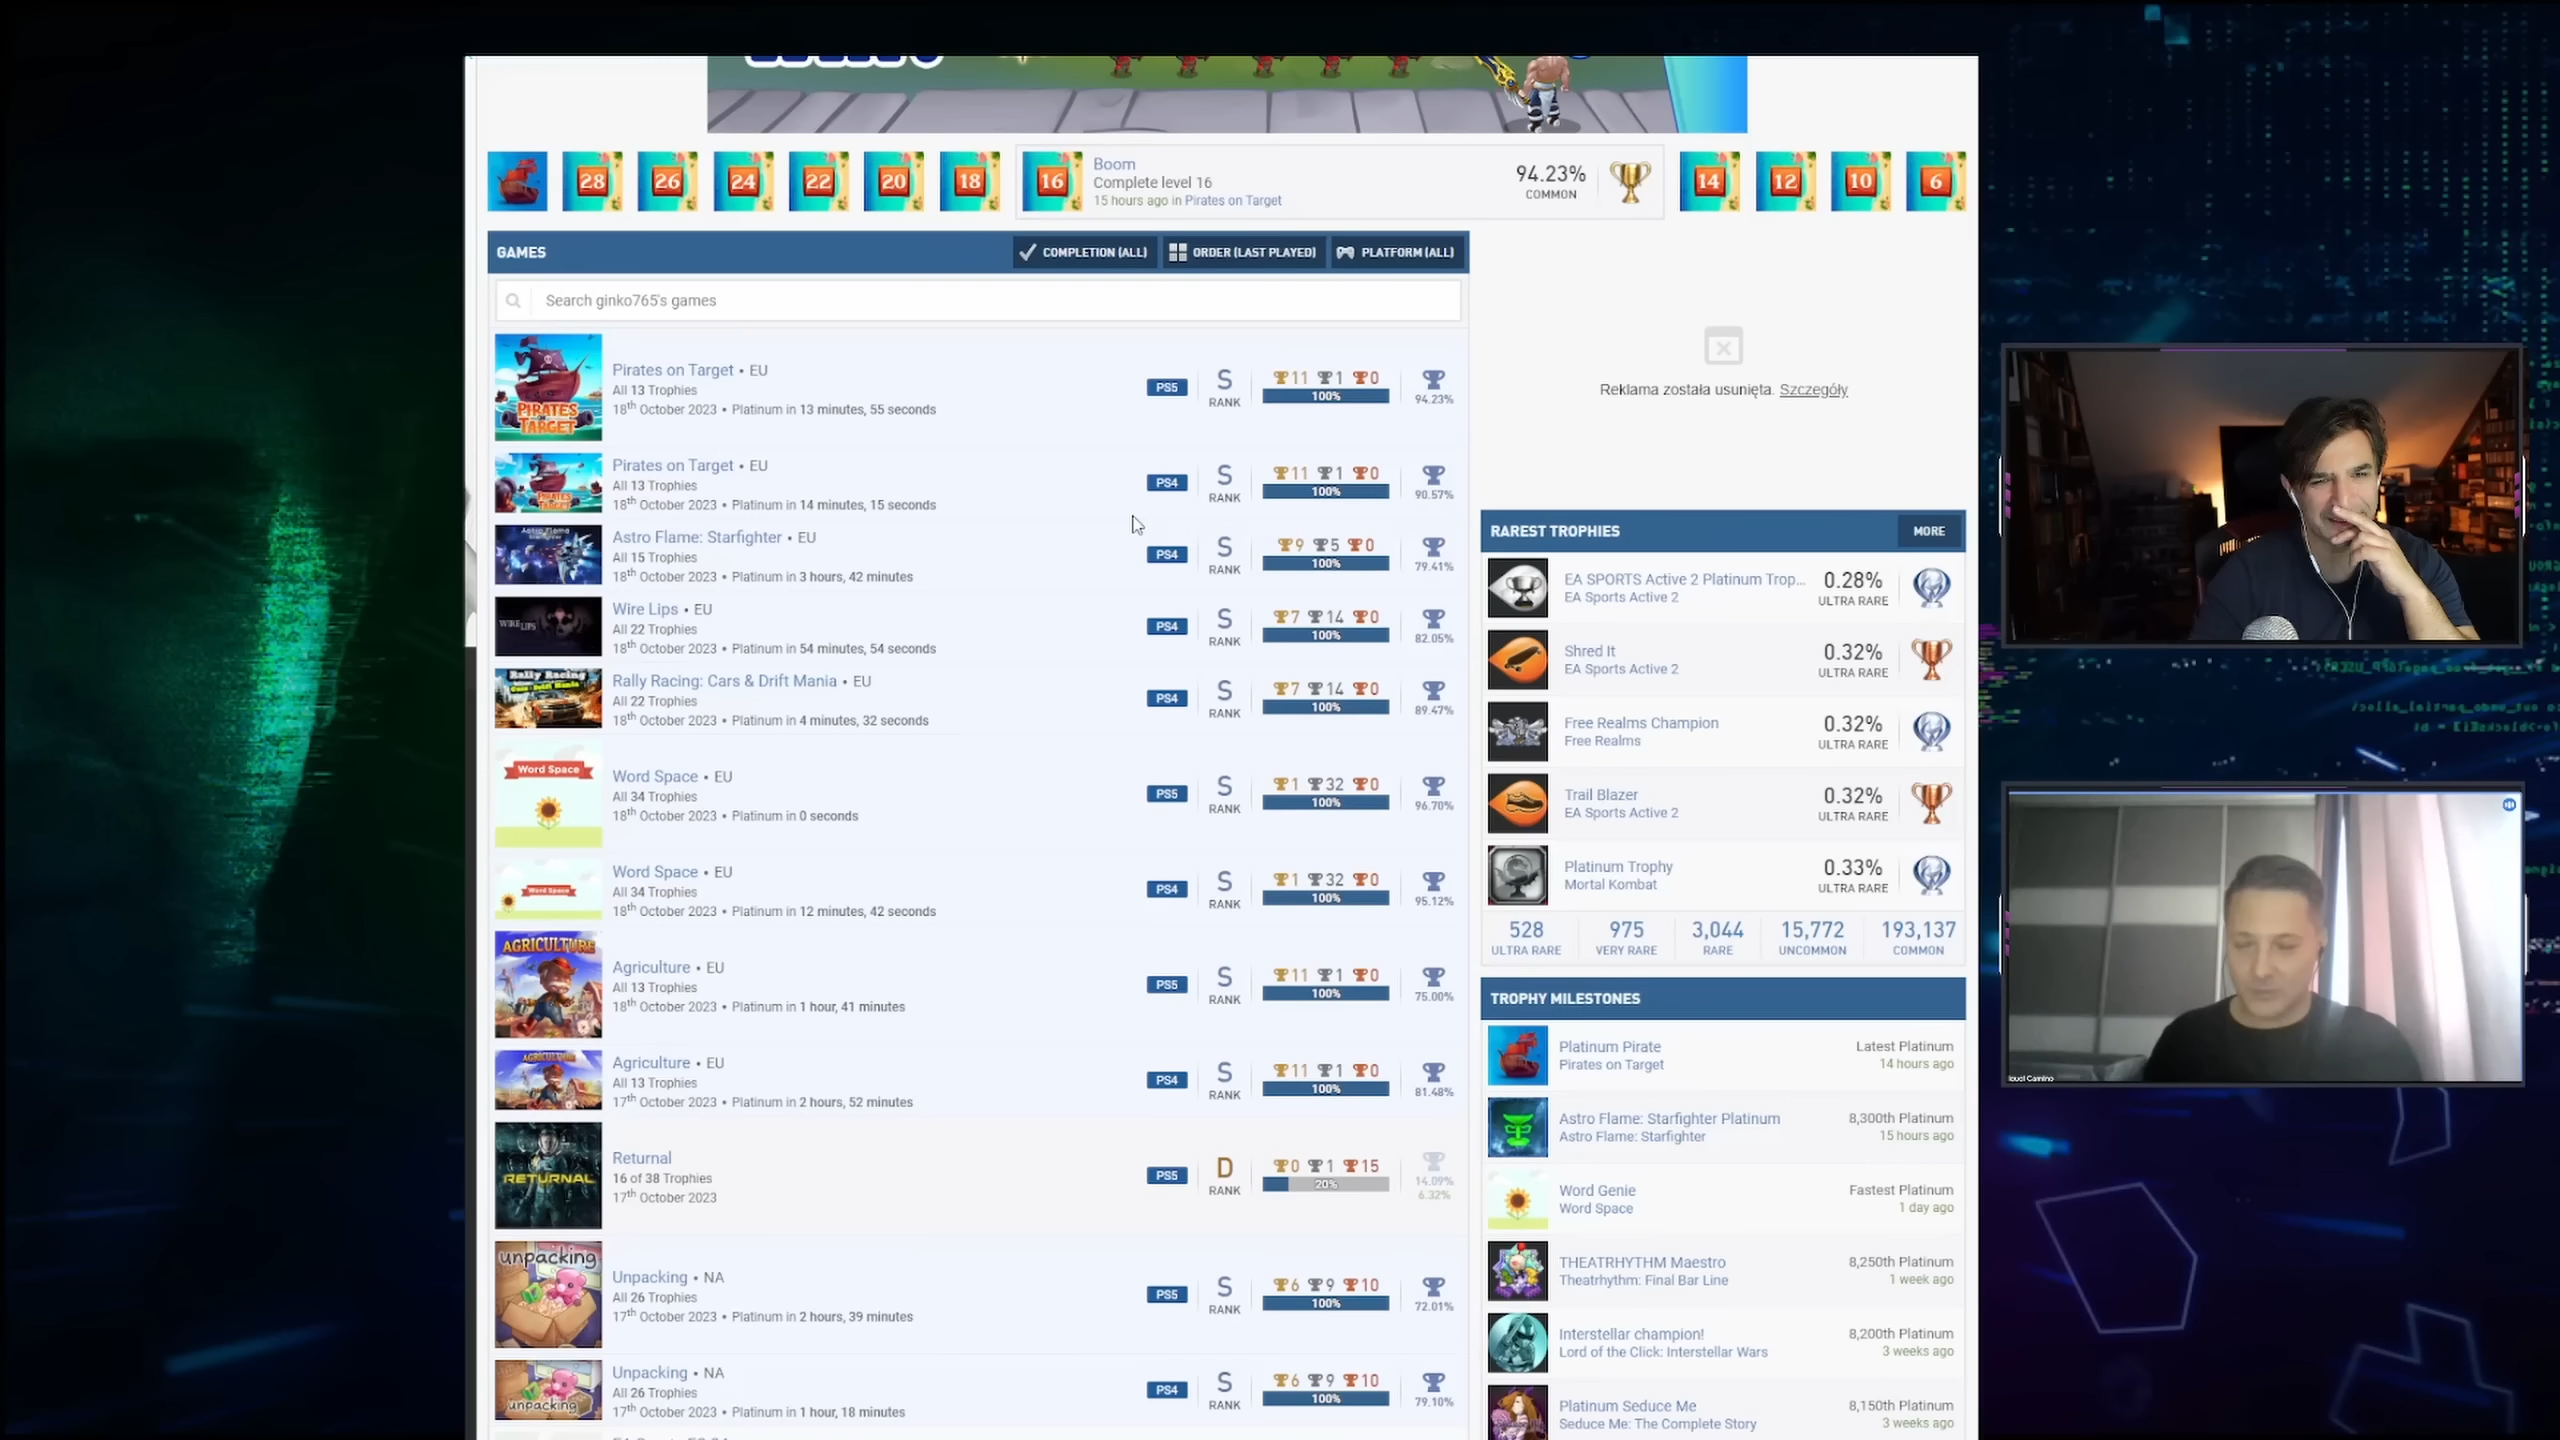 28
26
24
22
20
18
16
Boom
Complete level 16
15 hours ago in Pirates on Target
94.23%
COMMON
14
12
10
6
GAMES
COMPLETION (ALL)
ORDER (LAST PLAYED)
PLATFORM (ALL)
Search ginko765's games
PIRATES ON TARGET
Pirates on Target • EU
All 13 Trophies
18th October 2023 • Platinum in 13 minutes, 55 seconds
PS5
S RANK
11 1 0
100%
94.23%
Pirates on Target • EU
All 13 Trophies
18th October 2023 • Platinum in 14 minutes, 15 seconds
PS4
S RANK
11 1 0
100%
90.57%
Astro Flame: Starfighter • EU
All 15 Trophies
18th October 2023 • Platinum in 3 hours, 42 minutes
PS4
S RANK
9 5 0
100%
79.41%
WIRE LIPS
Wire Lips • EU
All 22 Trophies
18th October 2023 • Platinum in 54 minutes, 54 seconds
PS4
S RANK
7 14 0
100%
82.05%
Rally Racing
Rally Racing: Cars & Drift Mania • EU
All 22 Trophies
18th October 2023 • Platinum in 4 minutes, 32 seconds
PS4
S RANK
7 14 0
100%
89.47%
Word Space
Word Space • EU
All 34 Trophies
18th October 2023 • Platinum in 0 seconds
PS5
S RANK
1 32 0
100%
96.70%
Word Space
Word Space • EU
All 34 Trophies
18th October 2023 • Platinum in 12 minutes, 42 seconds
PS4
S RANK
1 32 0
100%
95.12%
AGRICULTURE
Agriculture • EU
All 13 Trophies
18th October 2023 • Platinum in 1 hour, 41 minutes
PS5
S RANK
11 1 0
100%
75.00%
AGRICULTURE
Agriculture • EU
All 13 Trophies
17th October 2023 • Platinum in 2 hours, 52 minutes
PS4
S RANK
11 1 0
100%
81.48%
RETURNAL
Returnal
16 of 38 Trophies
17th October 2023
PS5
D RANK
0 1 15
20%
14.09%
6.32%
unpacking
Unpacking • NA
All 26 Trophies
17th October 2023 • Platinum in 2 hours, 39 minutes
PS5
S RANK
6 9 10
100%
72.01%
unpacking
Unpacking • NA
All 26 Trophies
17th October 2023 • Platinum in 1 hour, 18 minutes
PS4
S RANK
6 9 10
100%
79.10%
Reklama została usunięta. Szczegóły
RAREST TROPHIES
MORE
EA SPORTS Active 2 Platinum Trop...
EA Sports Active 2
0.28%
ULTRA RARE
Shred It
EA Sports Active 2
0.32%
ULTRA RARE
Free Realms Champion
Free Realms
0.32%
ULTRA RARE
Trail Blazer
EA Sports Active 2
0.32%
ULTRA RARE
Platinum Trophy
Mortal Kombat
0.33%
ULTRA RARE
528 975 3,044 15,772 193,137
ULTRA RARE VERY RARE RARE UNCOMMON COMMON
TROPHY MILESTONES
Platinum Pirate
Pirates on Target
Latest Platinum
14 hours ago
Astro Flame: Starfighter Platinum
Astro Flame: Starfighter
8,300th Platinum
15 hours ago
Word Genie
Word Space
Fastest Platinum
1 day ago
THEATRHYTHM Maestro
Theatrhythm: Final Bar Line
8,250th Platinum
1 week ago
Interstellar champion!
Lord of the Click: Interstellar Wars
8,200th Platinum
3 weeks ago
Platinum Seduce Me
Seduce Me: The Complete Story
8,150th Platinum
3 weeks ago